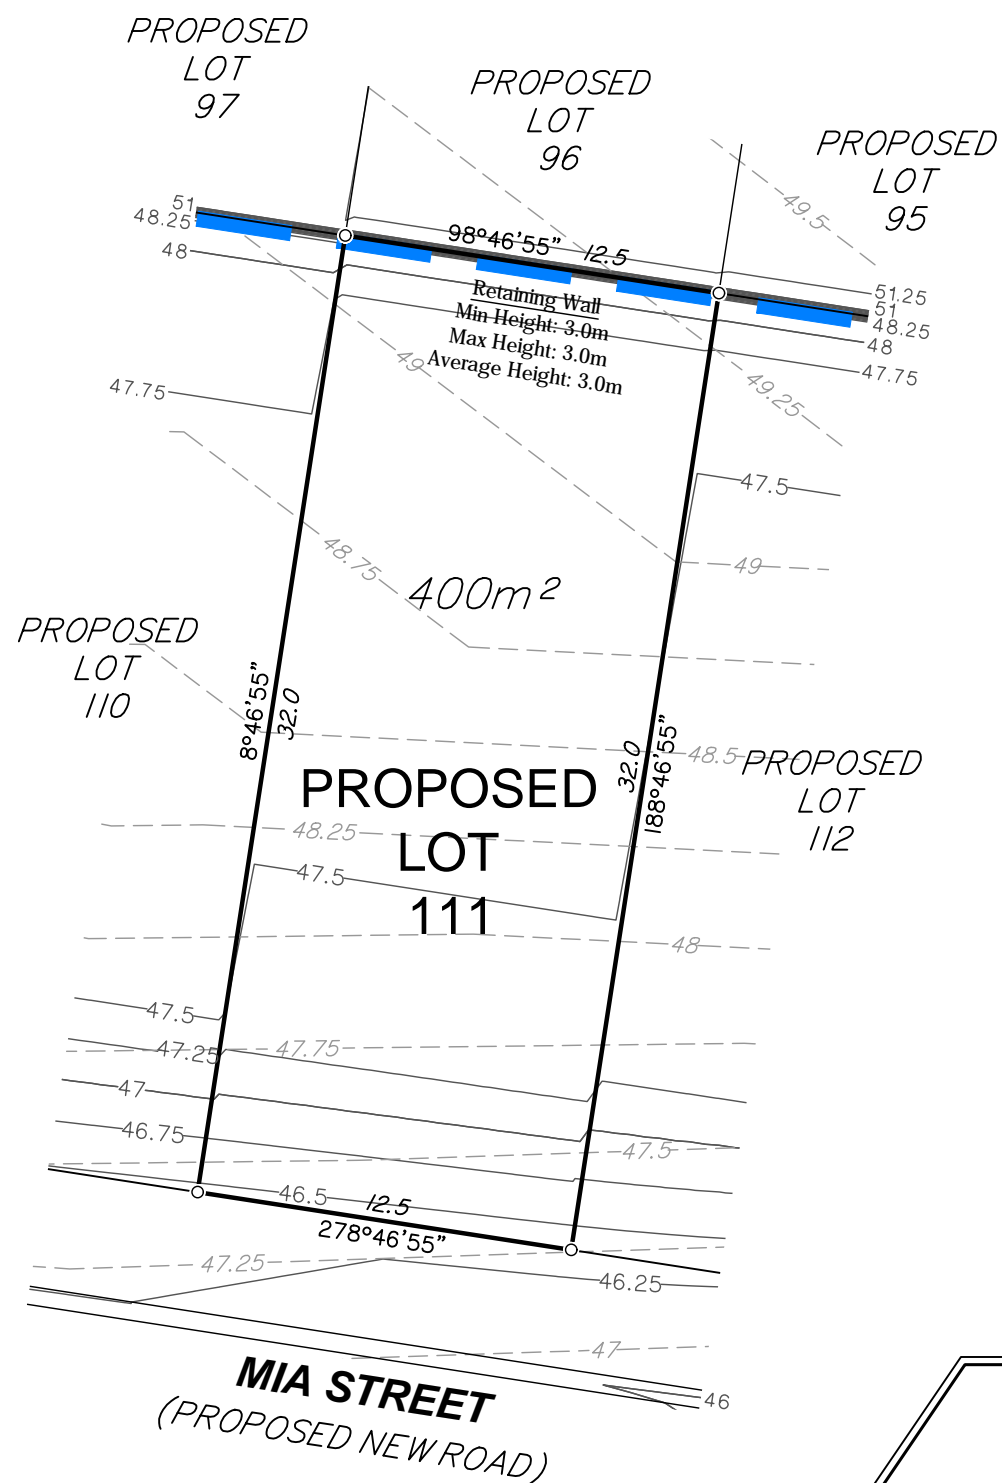 PROPOSED
LOT
97
PROPOSED
LOT
96
PROPOSED
LOT
95
49.5
51
48.25
48
98°46'55"
12.5
51.25
51
48.25
48
47.75
Retaining Wall
Min Height: 3.0m
Max Height: 3.0m
Average Height: 3.0m
49
49.25
47.75
47.5
48.75
49
400m²
PROPOSED
LOT
110
8°46'55"
32.0
32.0
188°46'55"
48.5
PROPOSED
LOT
112
PROPOSED
LOT
111
48.25
47.5
48
47.5
47.25
47.75
47
46.75
47.5
46.5
12.5
278°46'55"
47.25
46.25
47
46
MIA STREET
(PROPOSED NEW ROAD)